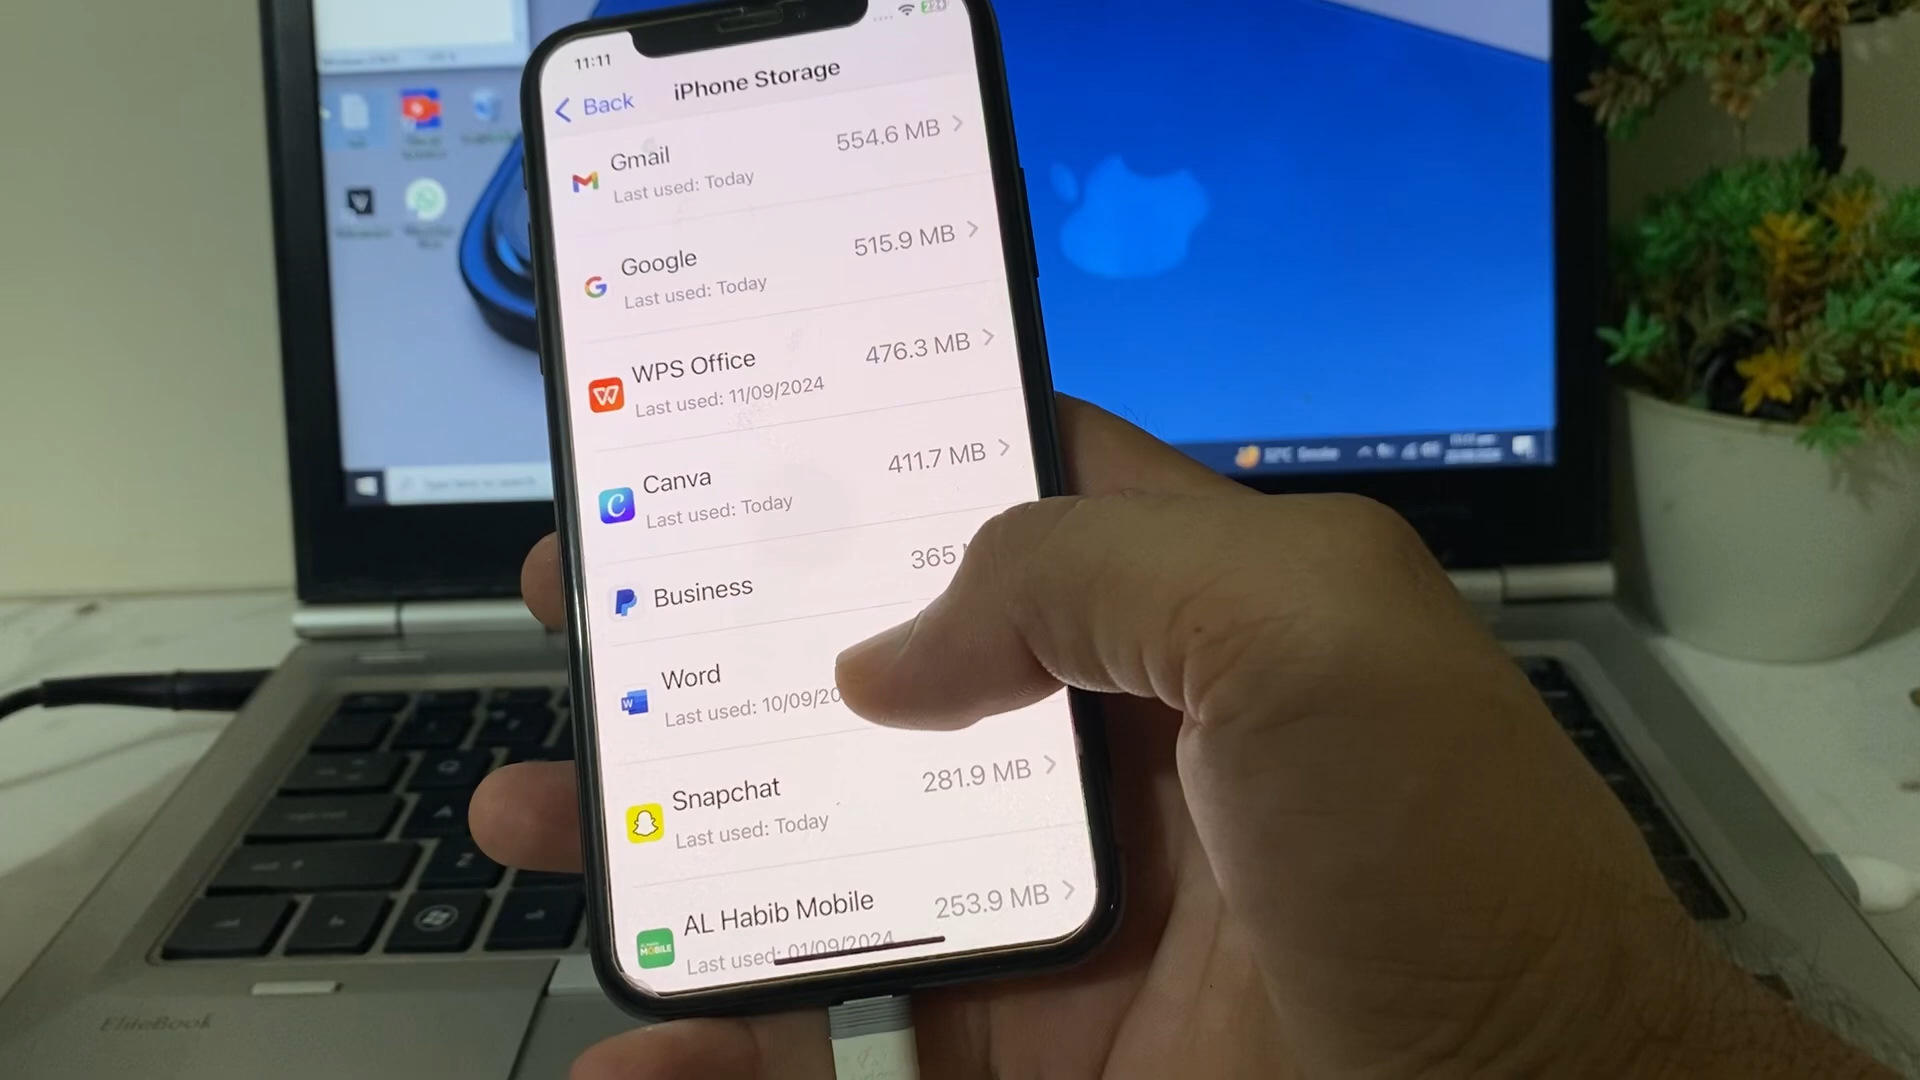 11:11
Back
iPhone Storage
Gmail
554.6 MB
Last used: Today
Google
515.9 MB
Last used: Today
WPS Office
476.3 MB
Last used: 11/09/2024
Canva
411.7 MB
Last used: Today
Business
365
Word
Last used: 10/09/20
Snapchat
281.9 MB
Last used: Today
AL Habib Mobile
253.9 MB
Last used: 01/09/2024
MOBILE
EliteBook